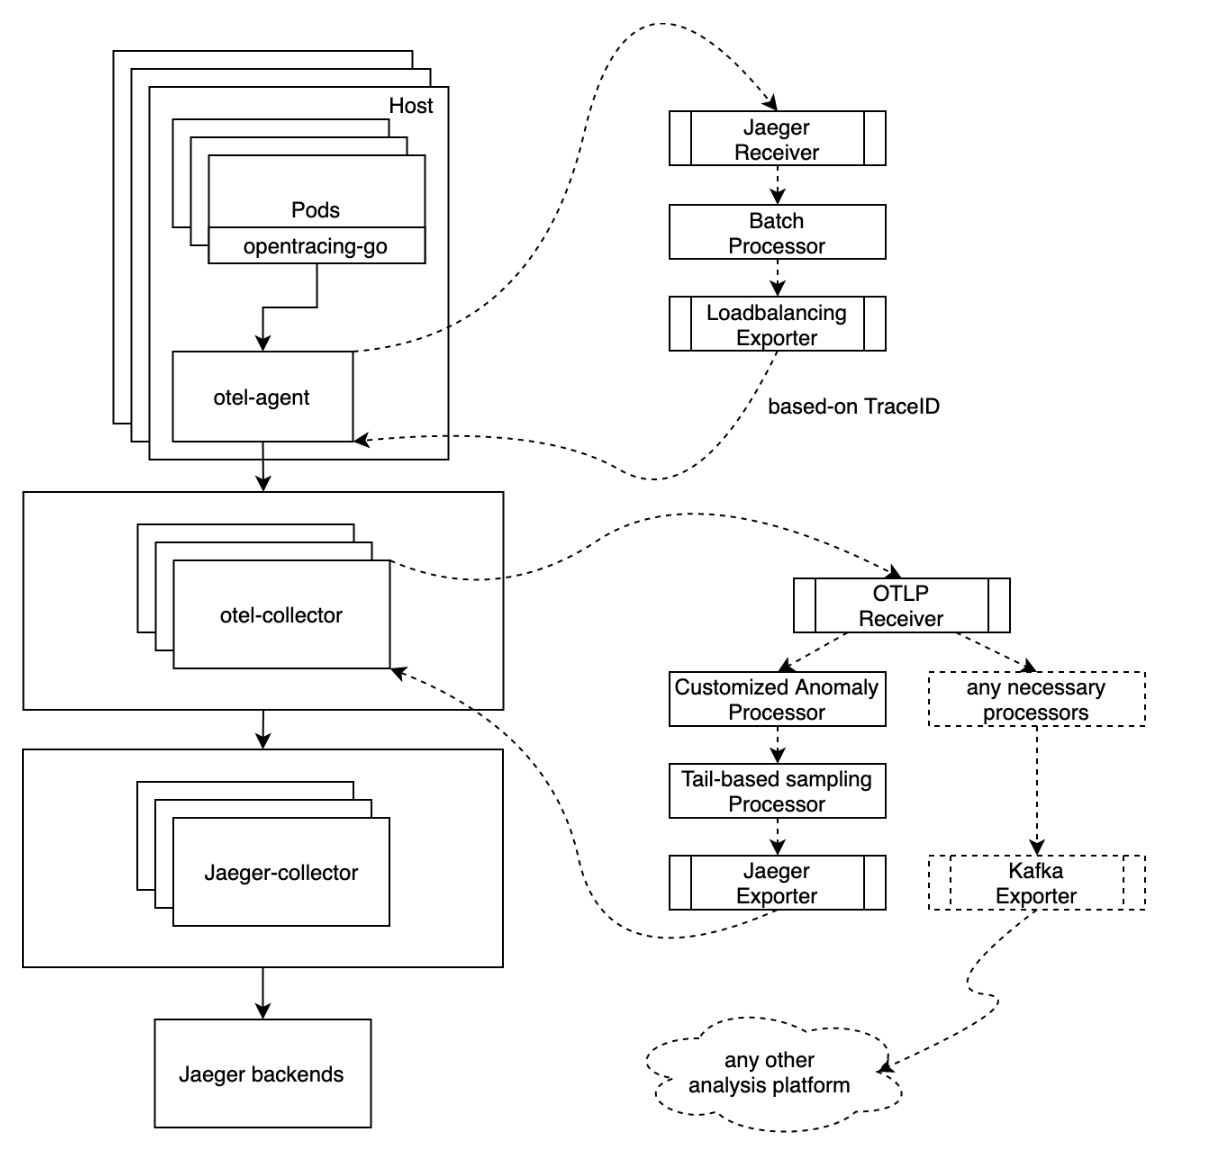 Host
Pods
opentracing-go
otel-agent
Jaeger
Receiver
Batch
Processor
Loadbalancing
Exporter
based-on TraceID
otel-collector
OTLP
Receiver
Customized Anomaly
Processor
any necessary
processors
Tail-based sampling
Processor
Jaeger
Exporter
Kafka
Exporter
Jaeger-collector
Jaeger backends
any other
analysis platform